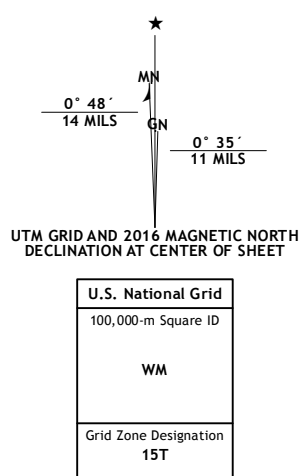 ★
MN
0° 48´
14 MILS
GN
0° 35´
11 MILS
UTM GRID AND 2016 MAGNETIC NORTH
DECLINATION AT CENTER OF SHEET
U.S. National Grid
100,000-m Square ID
WM
Grid Zone Designation
15T